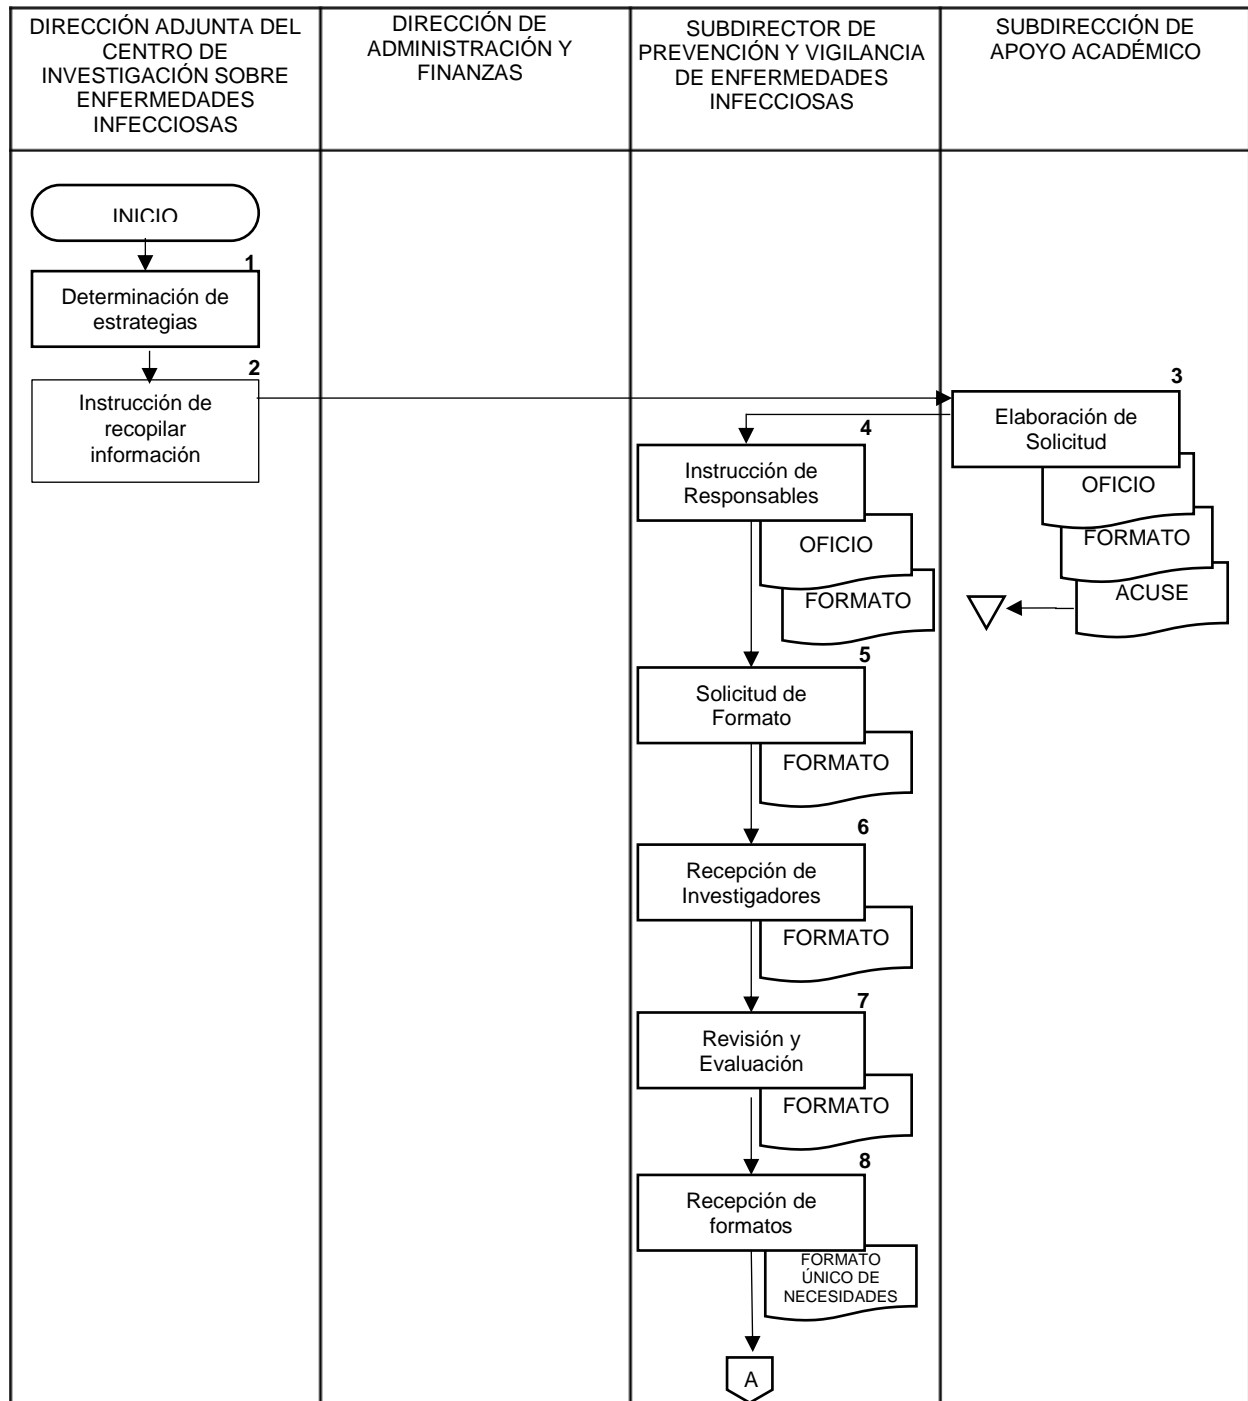 DIRECCIÓN ADJUNTA DEL
CENTRO DE
INVESTIGACIÓN SOBRE
ENFERMEDADES
INFECCIOSAS
DIRECCIÓN DE
ADMINISTRACIÓN Y
FINANZAS
SUBDIRECTOR DE
PREVENCIÓN Y VIGILANCIA
DE ENFERMEDADES
INFECCIOSAS
SUBDIRECCIÓN DE
APOYO ACADÉMICO
INICIO
1
Determinación de
estrategias
2
Instrucción de
recopilar
información
3
Elaboración de
Solicitud
OFICIO
FORMATO
ACUSE
4
Instrucción de
Responsables
OFICIO
FORMATO
5
Solicitud de
Formato
FORMATO
6
Recepción de
Investigadores
FORMATO
7
Revisión y
Evaluación
FORMATO
8
Recepción de
formatos
FORMATO
ÚNICO DE
NECESIDADES
A